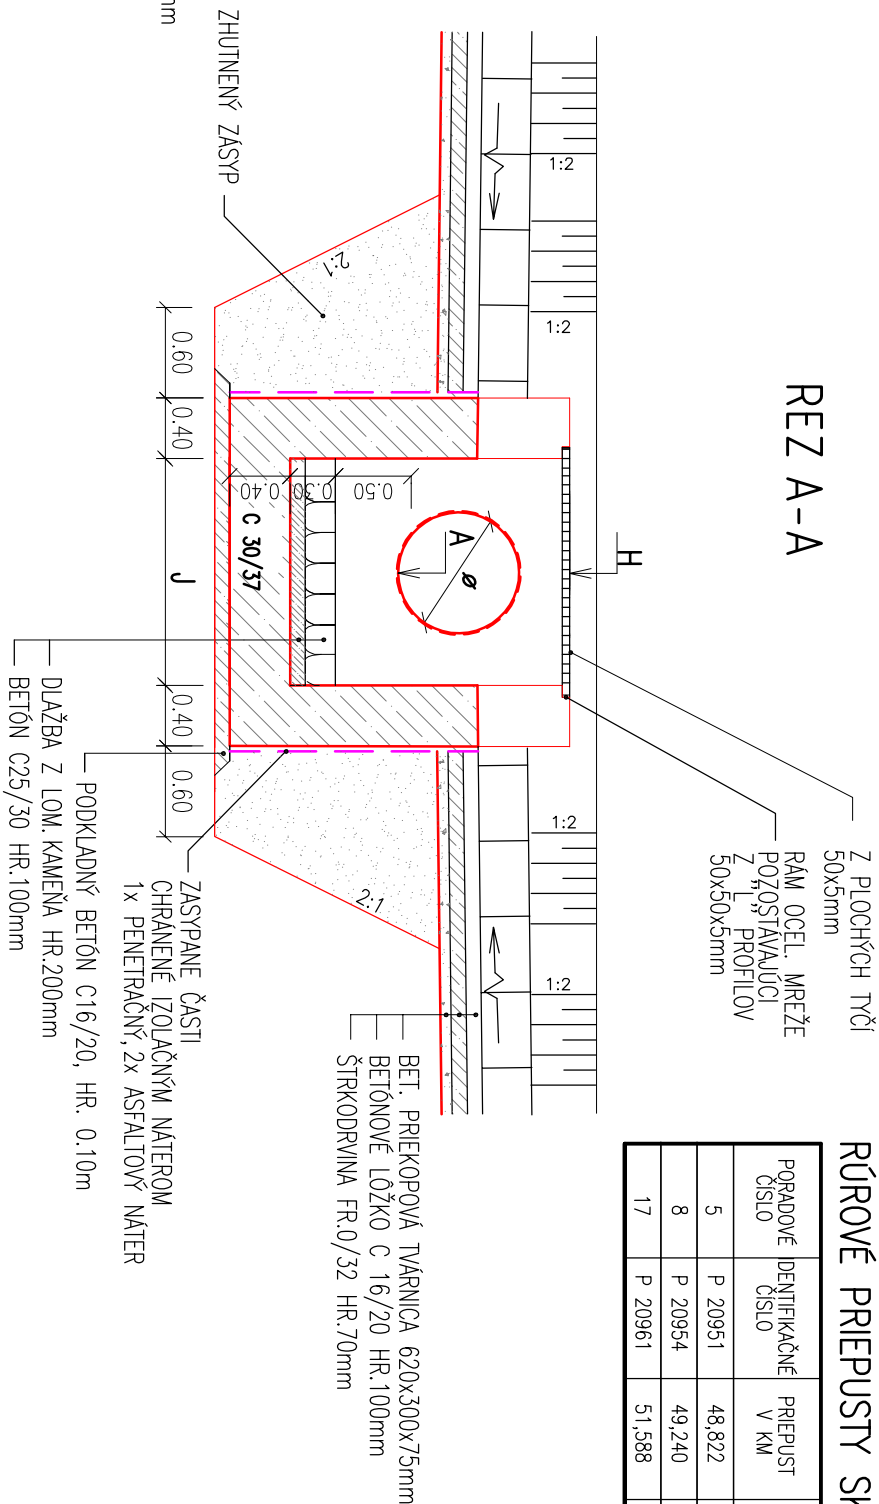 REZ A-A
Z PLOCHÝCH TYČÍ
50x5mm
RÁM OCEL. MREŽE
POZOSTÁVAJÚCI
Z „L„ PROFILOV
50x50x5mm
ZHUTNENÝ ZÁSYP
mm
1:2
1:2
1:2
1:2
2:1
2:1
H
A
ø
0.50
0.30
0.40
C 30/37
0.60
0.40
J
0.40
0.60
BET. PRIEKOPOVÁ TVÁRNICA 620x300x75mm
BETÓNOVÉ LÔŽKO C 16/20 HR.100mm
ŠTRKODRVINA FR.0/32 HR.70mm
ZASYPANE ČASTI
CHRÁNENÉ IZOLAČNÝM NÁTEROM
1x PENETRAČNÝ, 2x ASFALTOVÝ NÁTER
PODKLADNÝ BETÓN C16/20, HR. 0.10m
DLAŽBA Z LOM. KAMEŇA HR.200mm
BETÓN C25/30 HR.100mm
RÚROVÉ PRIEPUSTY
PORADOVÉ ČÍSLO IDENTIFIKAČNÉ ČÍSLO PRIEPUST V KM
5 P 20951 48,822
8 P 20954 49,240
17 P 20961 51,588